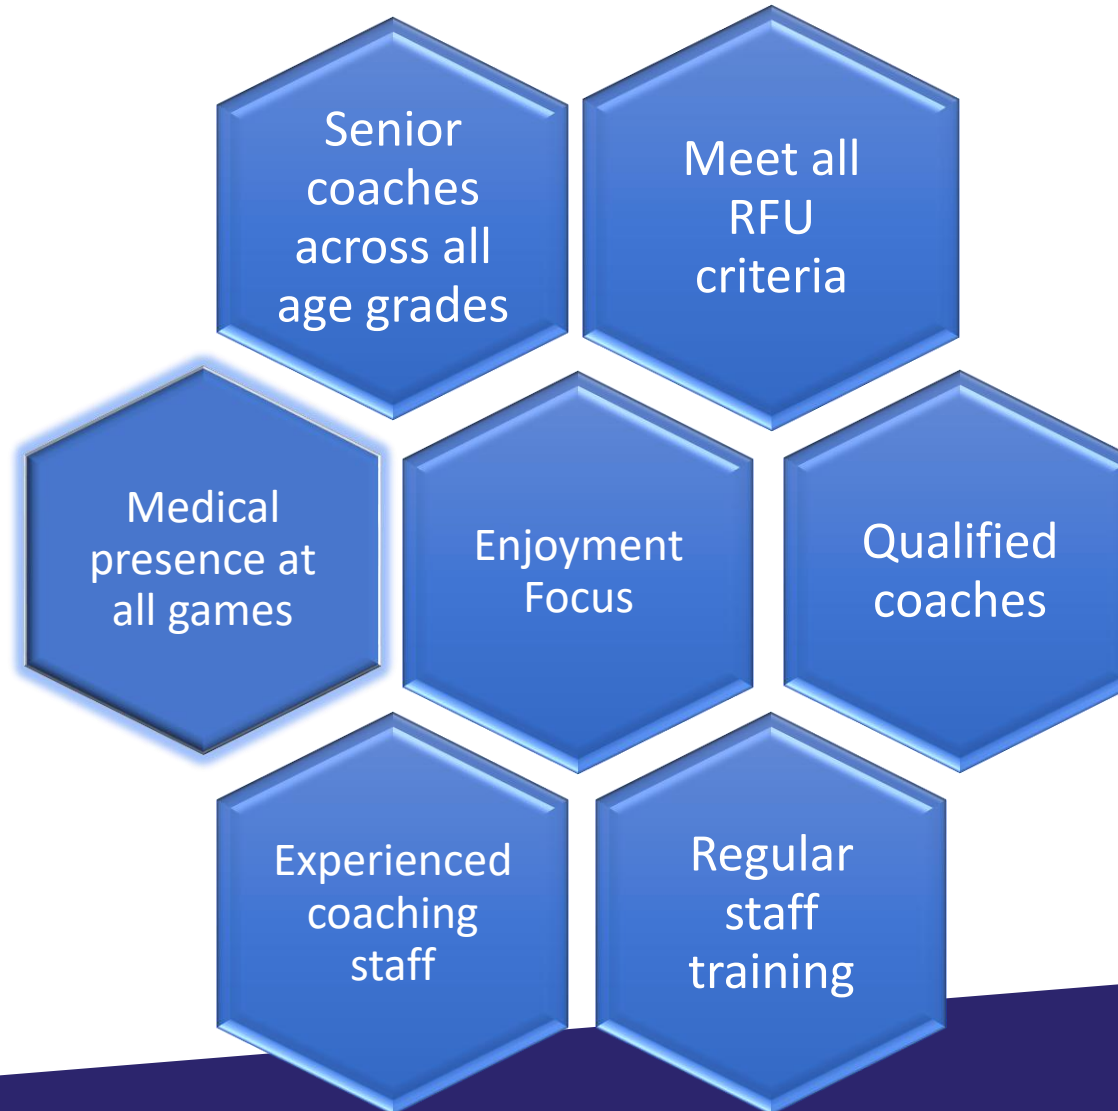 Senior
coaches
across all
age grades
Meet all
RFU
criteria
Medical
presence at
all games
Enjoyment
Focus
Qualified
coaches
Experienced
coaching
staff
Regular
staff
training